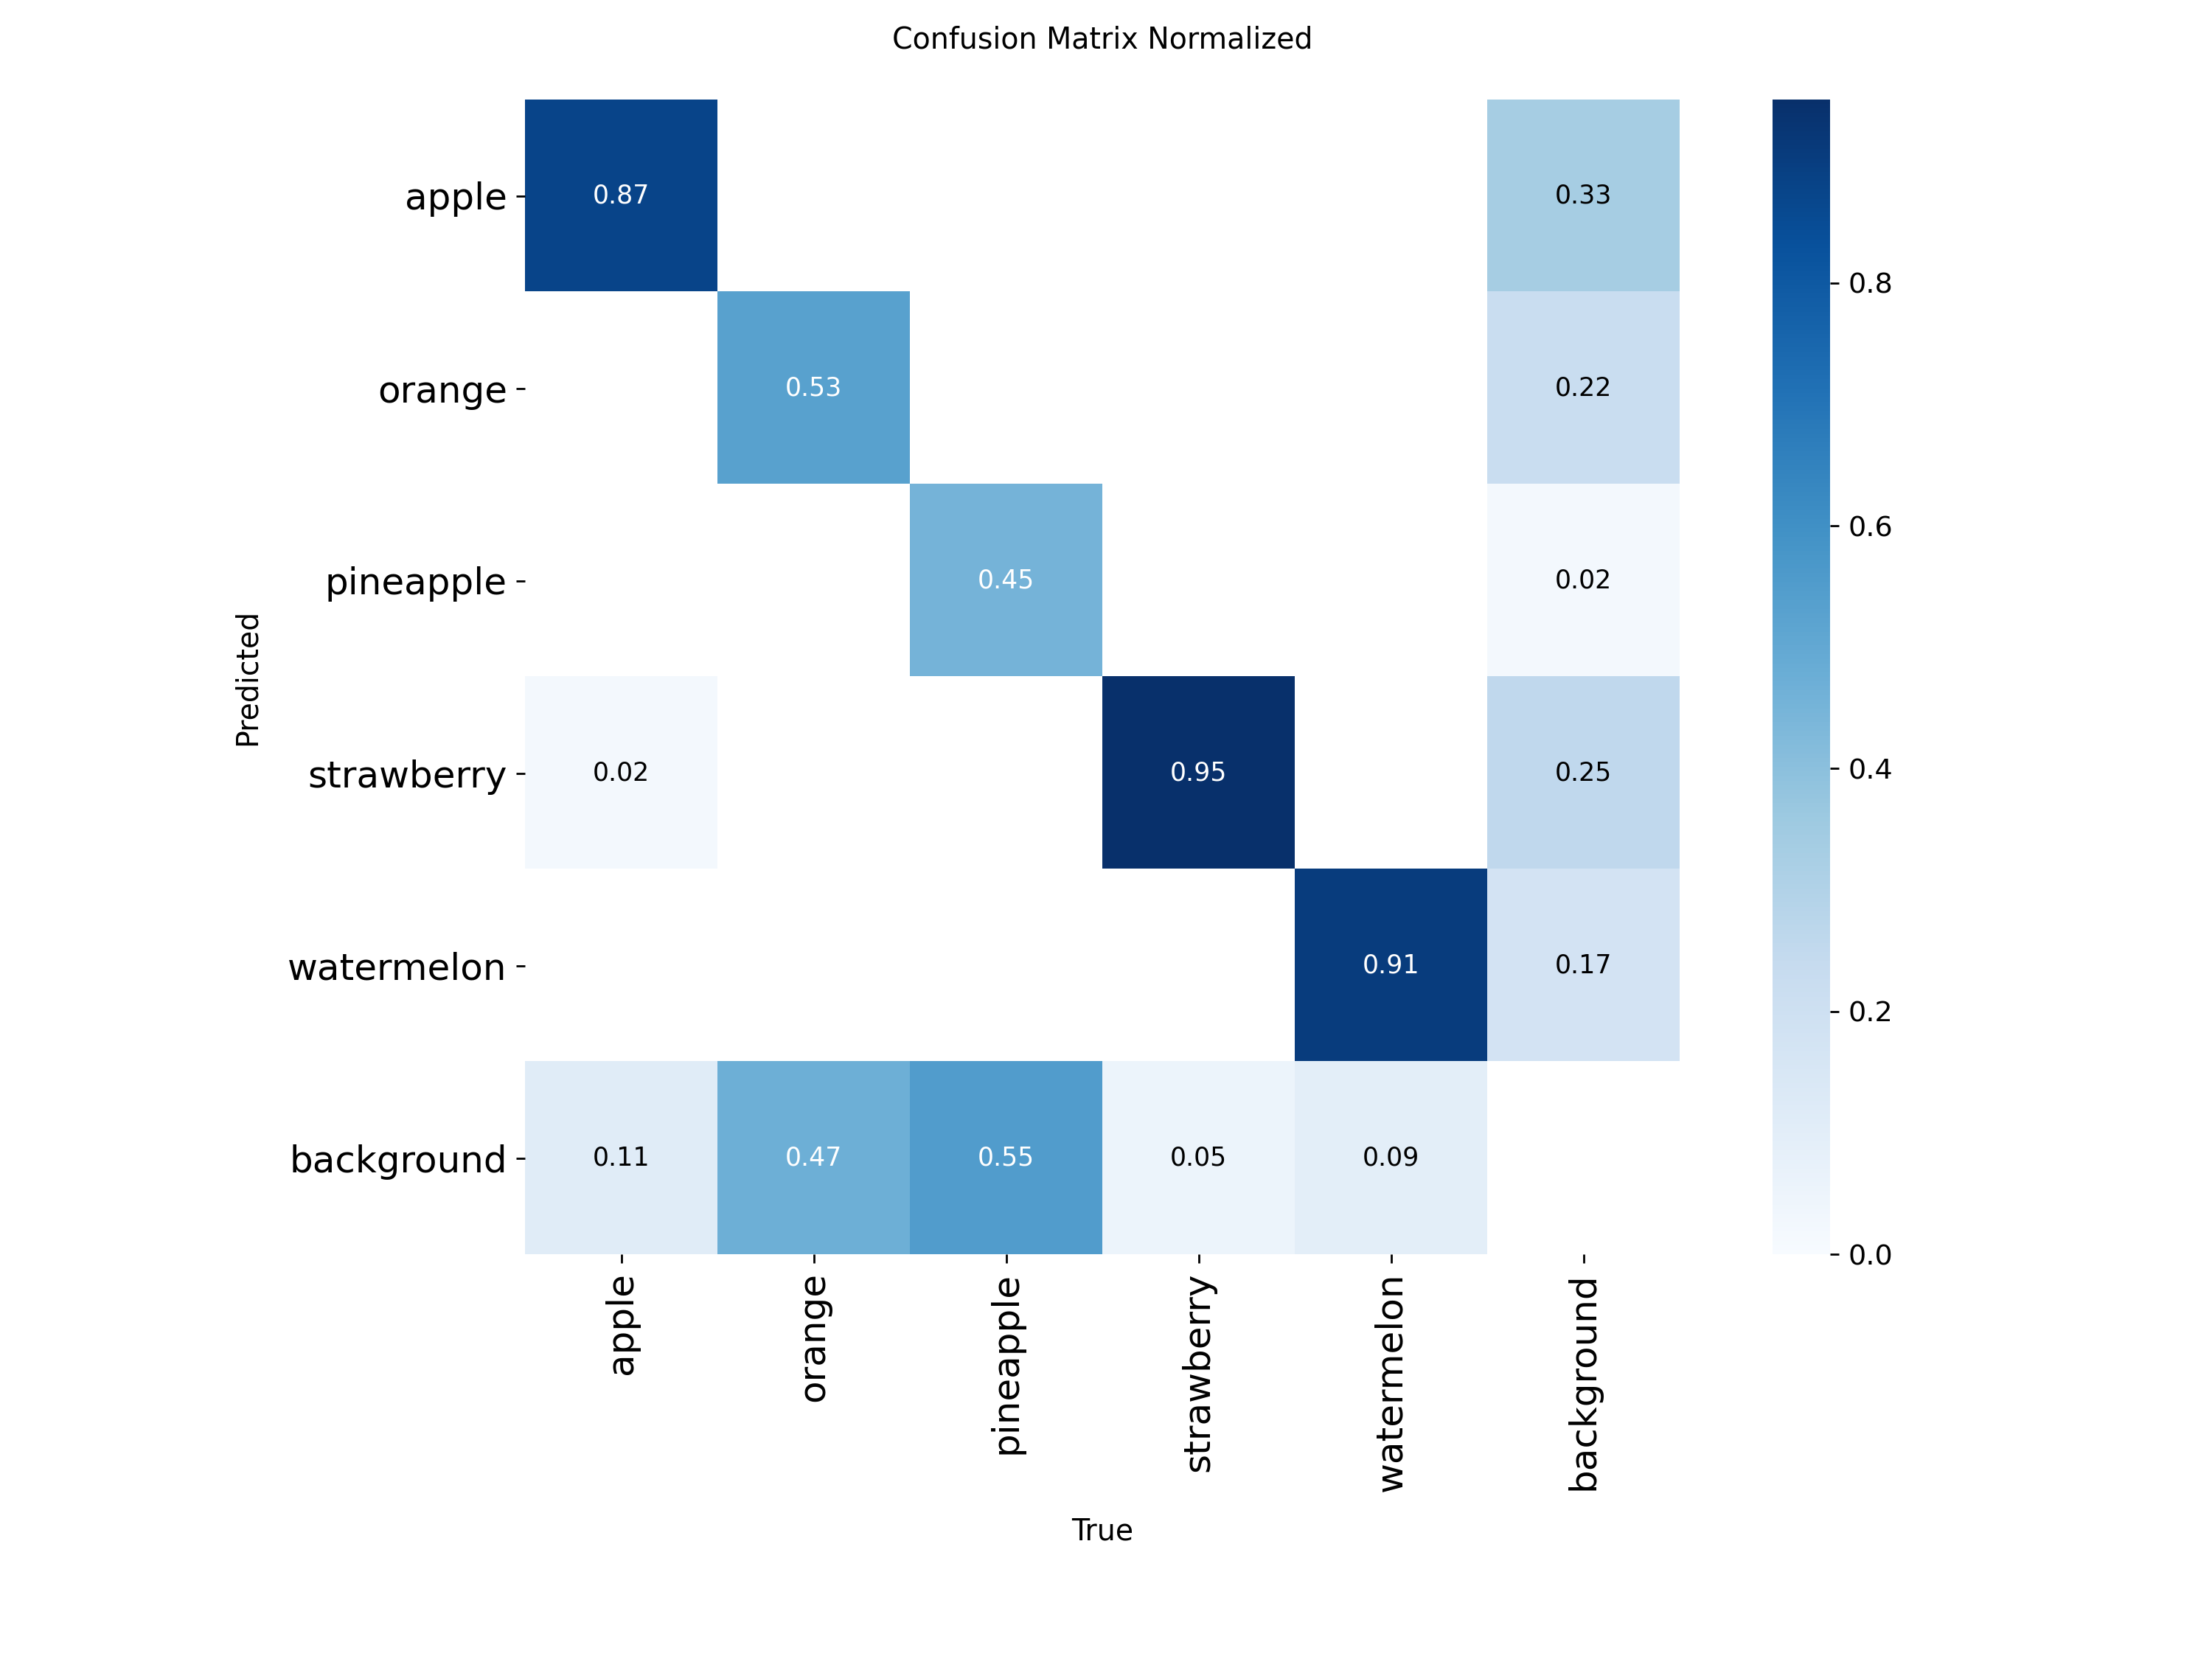 Confusion Matrix Normalized
apple
0.87
0.33
0.8
orange
0.53
0.22
0.6
pineapple
0.45
0.02
Predicted
strawberry
0.02
0.95
0.25
0.4
watermelon
0.91
0.17
0.2
background
0.11
0.47
0.55
0.05
0.09
0.0
apple
orange
pineapple
strawberry
watermelon
background
True